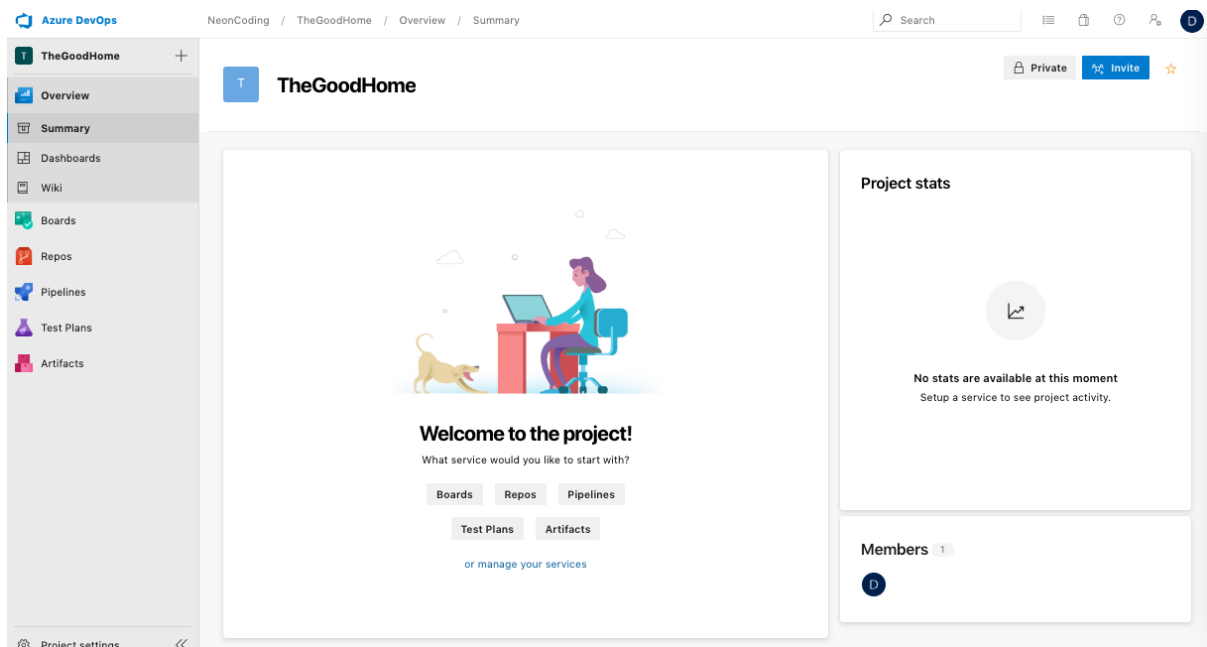 Azure DevOps
NeonCoding / TheGoodHome / Overview / Summary
Search
D
T TheGoodHome
Overview
Summary
Dashboards
Wiki
Boards
Repos
Pipelines
Test Plans
Artifacts
Project settings
T TheGoodHome
Private
Invite
Welcome to the project!
What service would you like to start with?
Boards Repos Pipelines
Test Plans Artifacts
or manage your services
Project stats
No stats are available at this moment
Setup a service to see project activity.
Members 1
D